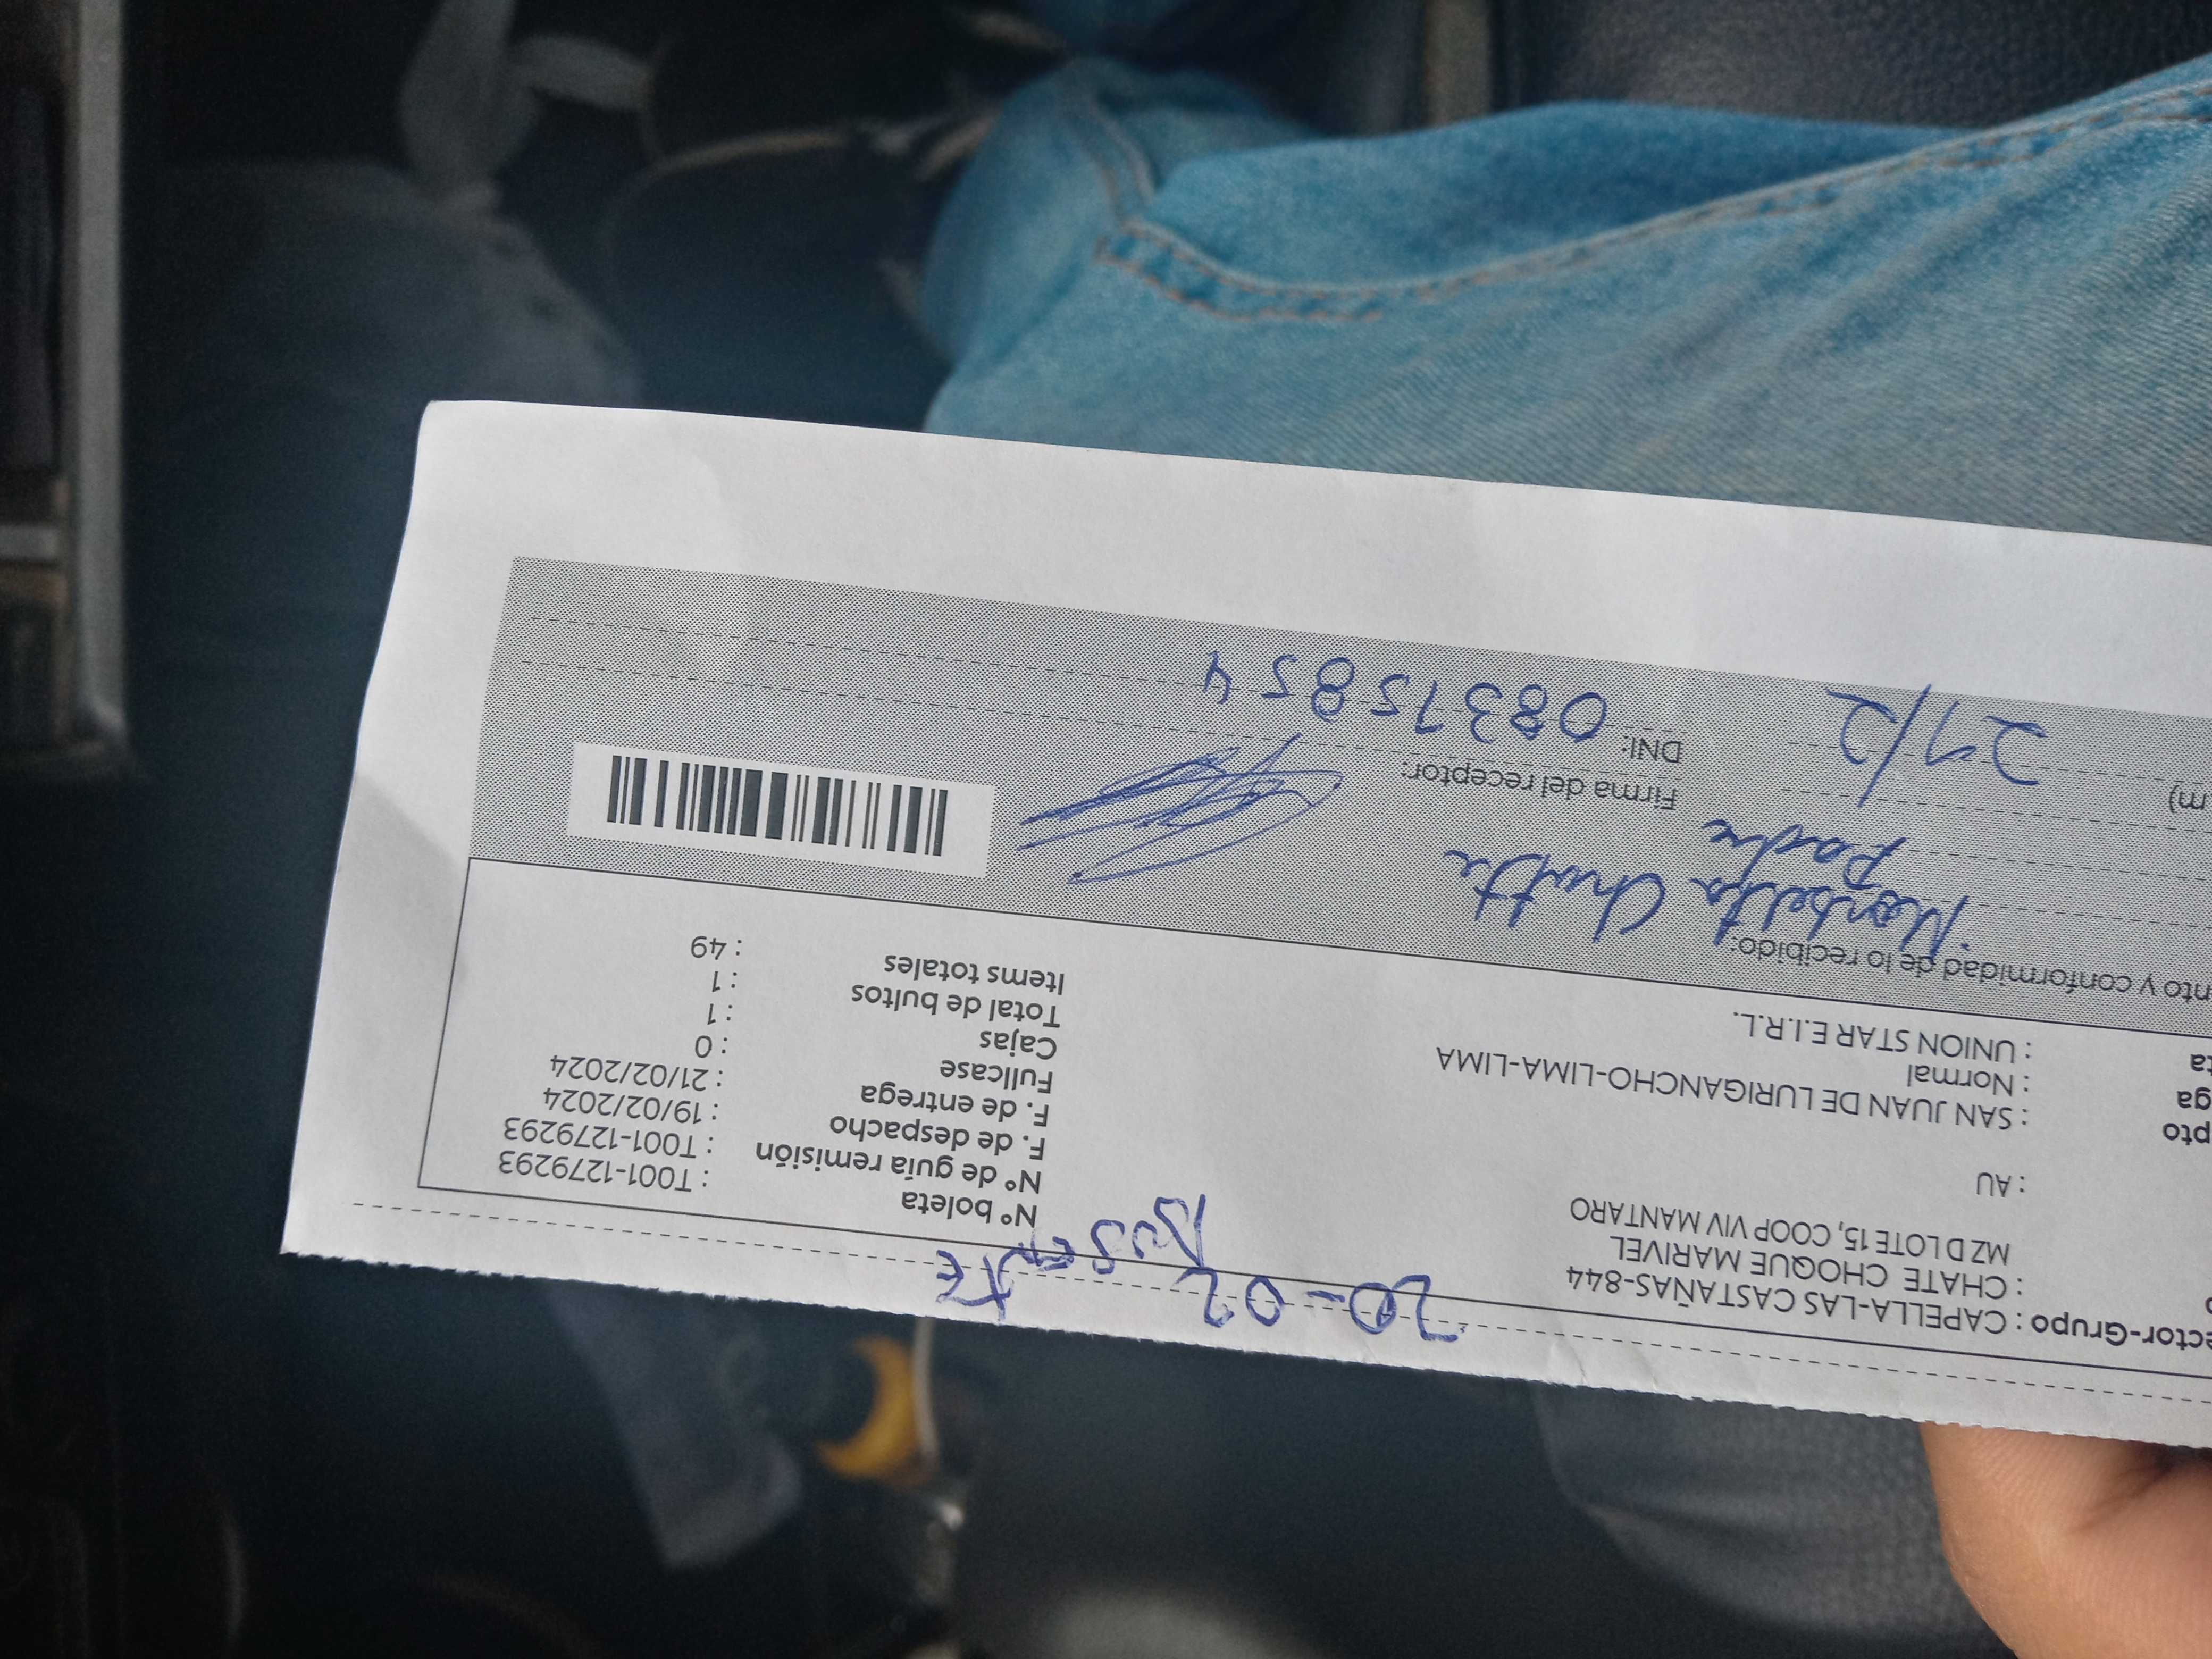 20-02
Ausente
ector-Grupo : CAPELLA-LAS CASTAÑAS-844
: CHATE CHOQUE MARIVEL
MZ D LOTE 15, COOP VIV MANTARO
: AU
pto : SAN JUAN DE LURIGANCHO-LIMA-LIMA
ga : Normal
ta : UNION STAR E.I.R.L.
N° boleta : T001-1279293
N° de guía remisión : T001-1279293
F. de despacho : 19/02/2024
F. de entrega : 21/02/2024
Fullcase : 0
Cajas : 1
Total de bultos : 1
Items totales : 49
nto y conformidad de lo recibido:
Padre
Firma del receptor:
m) 21/2
DNI: 08375854